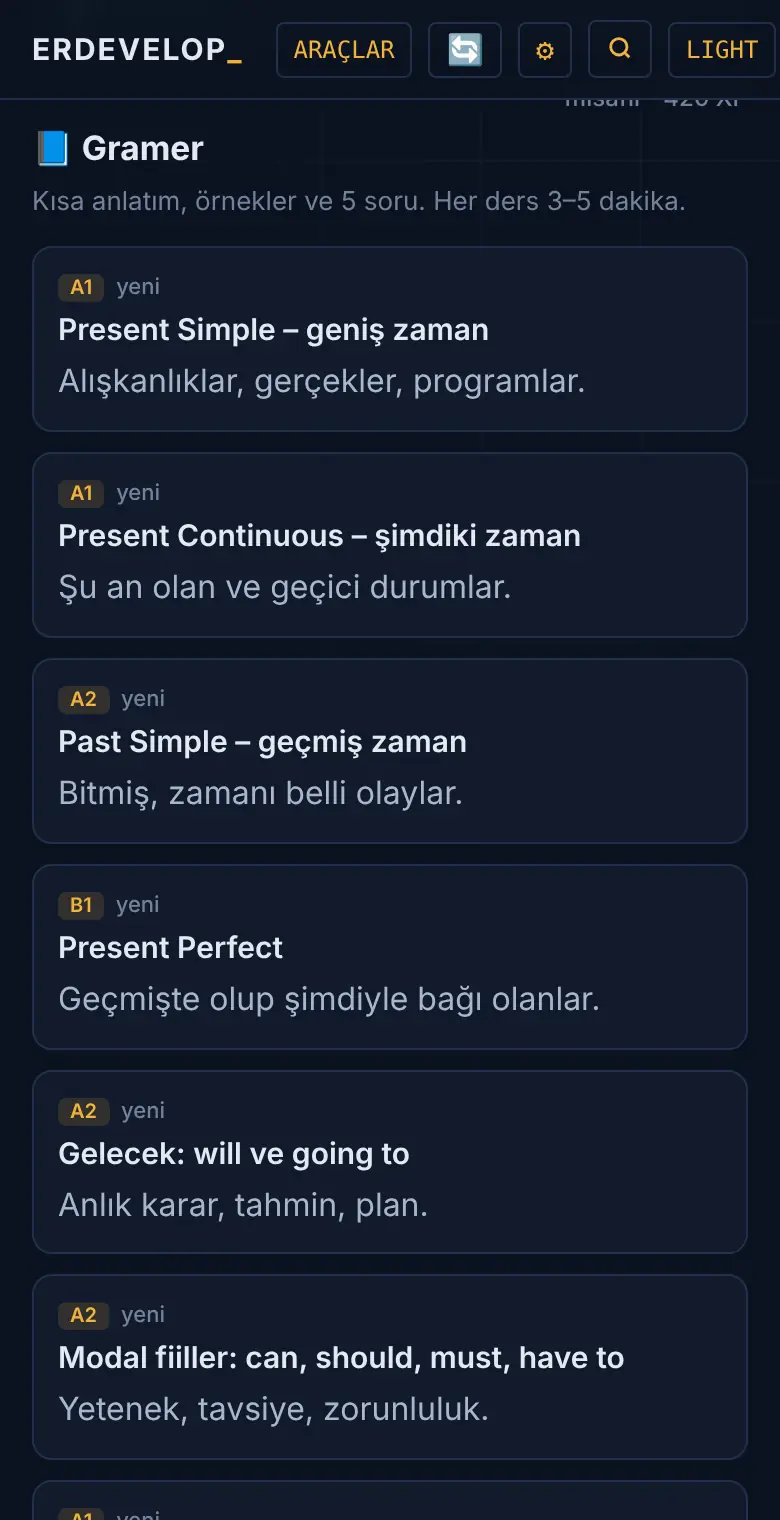 ERDEVELOP_ ARAÇLAR LIGHT
Gramer
Kısa anlatım, örnekler ve 5 soru. Her ders 3–5 dakika.
A1 yeni
Present Simple – geniş zaman
Alışkanlıklar, gerçekler, programlar.
A1 yeni
Present Continuous – şimdiki zaman
Şu an olan ve geçici durumlar.
A2 yeni
Past Simple – geçmiş zaman
Bitmiş, zamanı belli olaylar.
B1 yeni
Present Perfect
Geçmişte olup şimdiyle bağı olanlar.
A2 yeni
Gelecek: will ve going to
Anlık karar, tahmin, plan.
A2 yeni
Modal fiiller: can, should, must, have to
Yetenek, tavsiye, zorunluluk.
A1 yeni